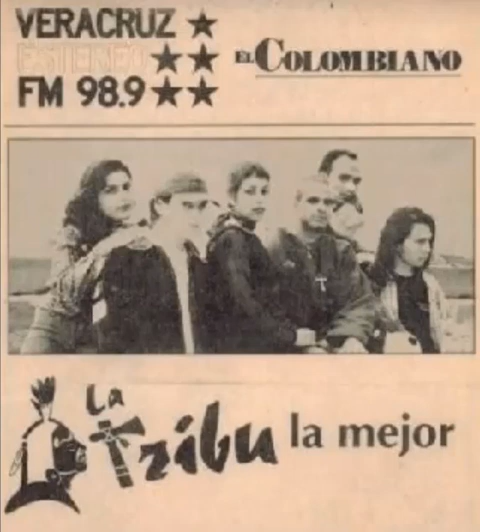 VERACRUZ
ESTEREO
FM 98.9
EL COLOMBIANO
La
Tribu la mejor